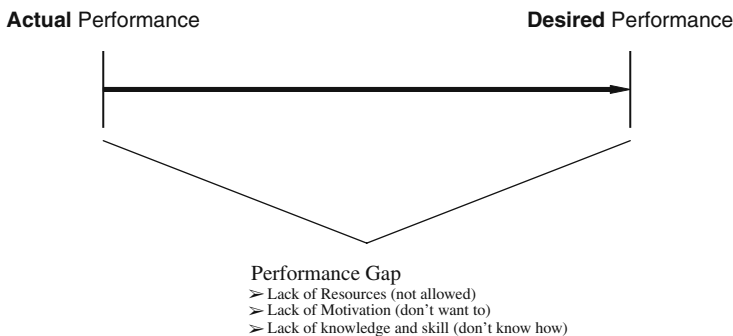 Actual Performance Desired Performance
Performance Gap
➢ Lack of Resources (not allowed)
➢ Lack of Motivation (don’t want to)
➢ Lack of knowledge and skill (don’t know how)